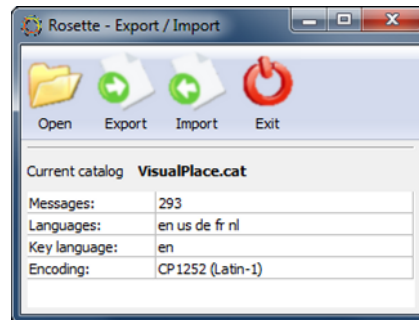 Rosette - Export / Import
Open Export Import Exit
Current catalog VisualPlace.cat
Messages: 293
Languages: en us de fr nl
Key language: en
Encoding: CP1252 (Latin-1)